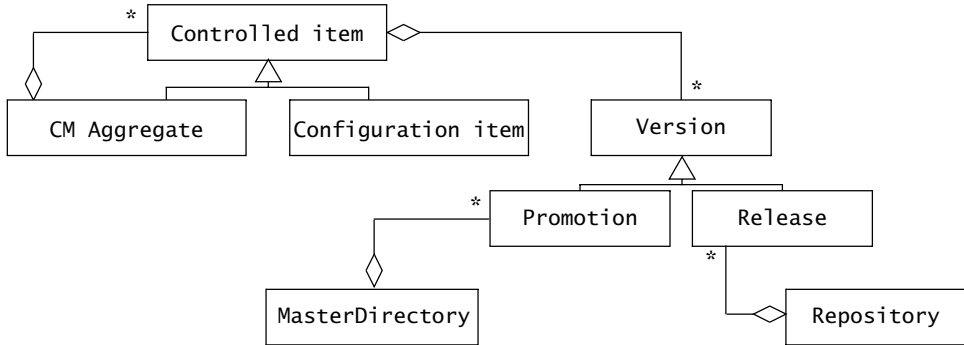 *
Controlled item
*
CM Aggregate
Configuration item
Version
*
Promotion
Release
*
MasterDirectory
Repository